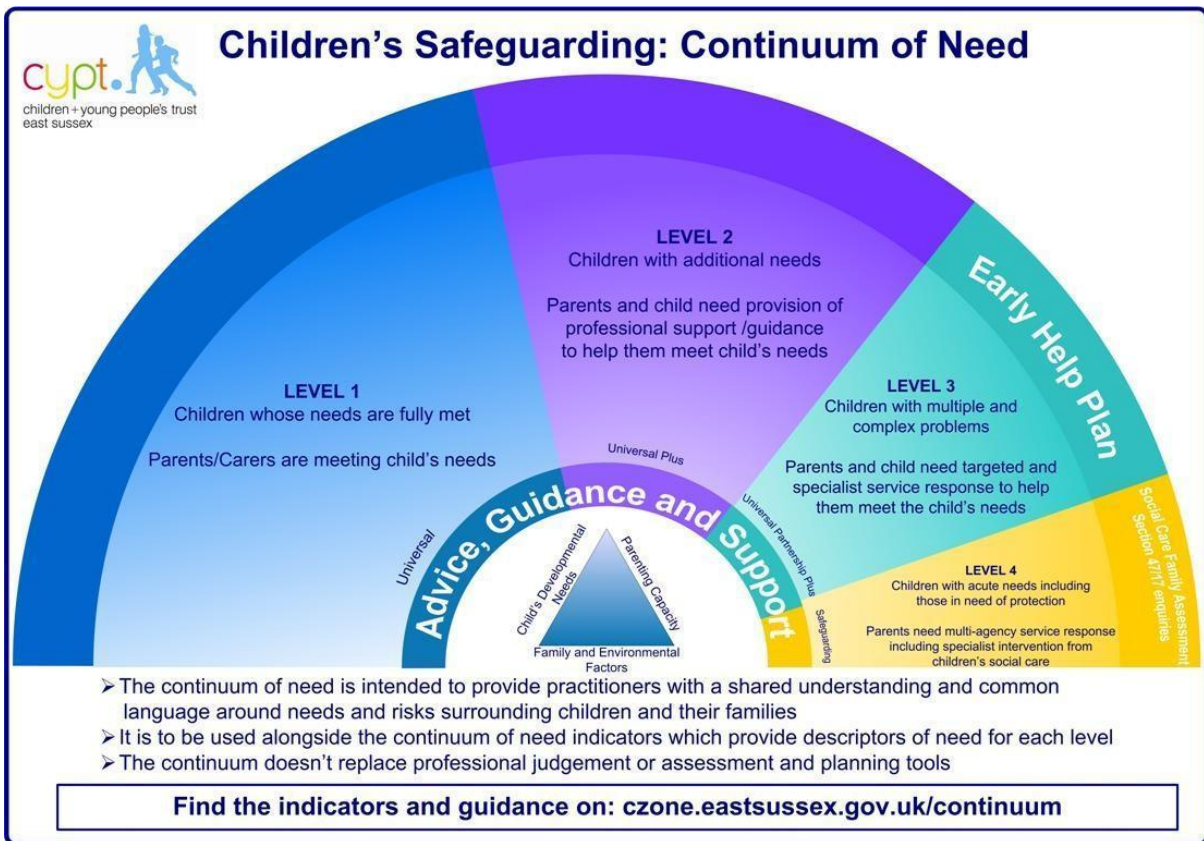 cypt.
children+young people's trust
east sussex
Children's Safeguarding: Continuum of Need
LEVEL 1
Children whose needs are fully met
Parents/Carers are meeting child's needs
LEVEL 2
Children with additional needs
Parents and child need provision of
professional support /guidance
to help them meet child's needs
Early Help Plan
LEVEL 3
Children with multiple and
complex problems
Parents and child need targeted and
specialist service response to help
them meet the child's needs
Social Care Family Assessment
Section 47/17 enquiries
LEVEL 4
Children with acute needs including
those in need of protection
Parents need multi-agency service response
including specialist intervention from
children's social care
Universal
Universal Plus
Universal Partnership Plus
Safeguarding
Advice, Guidance and Support
Child's Developmental
Needs
Parenting Capacity
Family and Environmental
Factors
➤ The continuum of need is intended to provide practitioners with a shared understanding and common
language around needs and risks surrounding children and their families
➤ It is to be used alongside the continuum of need indicators which provide descriptors of need for each level
➤ The continuum doesn't replace professional judgement or assessment and planning tools
Find the indicators and guidance on: czone.eastsussex.gov.uk/continuum